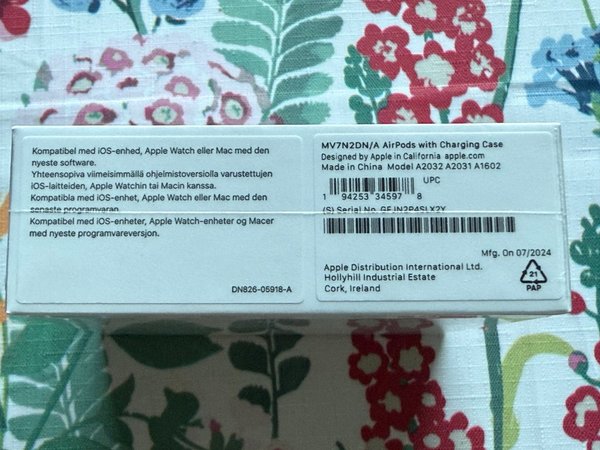 Kompatibel med iOS-enhed, Apple Watch eller Mac med den
nyeste software.
Yhteensopiva viimeisimmällä ohjelmistoversiolla varustettujen
iOS-laitteiden, Apple Watchin tai Macin kanssa.
Kompatibla med iOS-enhet, Apple Watch eller Mac med den
senaste programvaran.
Kompatibel med iOS-enheter, Apple Watch-enheter og Macer
med nyeste programvareversjon.
DN826-05918-A
MV7N2DN/A AirPods with Charging Case
Designed by Apple in California apple.com
Made in China Model A2032 A2031 A1602
UPC
1 94253 34597 8
(S) Serial No.
Mfg. On 07/2024
Apple Distribution International Ltd.
Hollyhill Industrial Estate
Cork, Ireland
21
PAP